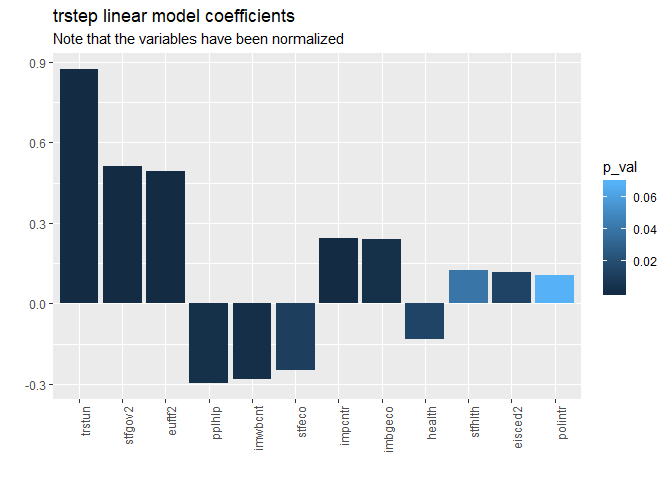 trstep linear model coefficients
Note that the variables have been normalized
0.9
0.6
0.3
0.0
-0.3
trstun
stfgov2
euftf2
pplhlp
imwbcnt
stfeco
impcntr
imbgeco
health
stfhlth
eisced2
polintr
p_val
0.06
0.04
0.02